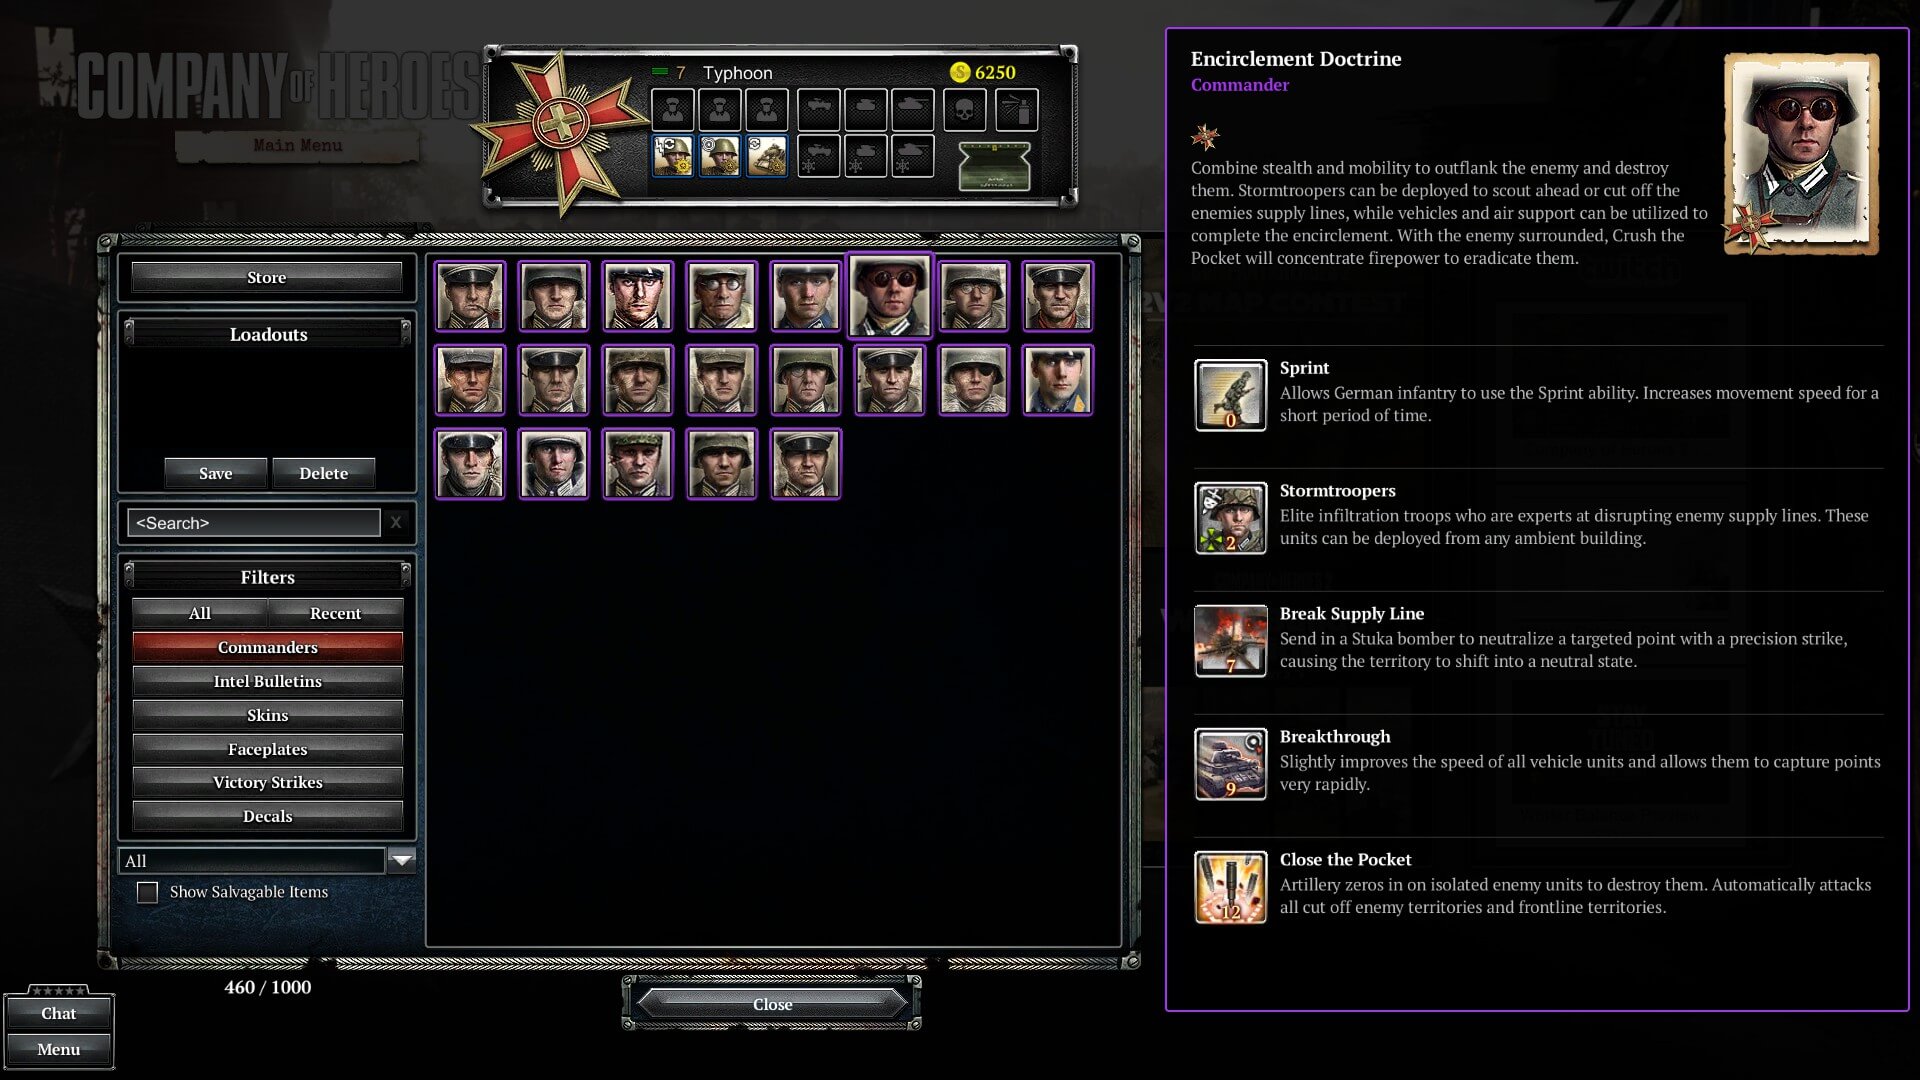 COMPANY OF HEROES
Main Menu
7 Typhoon
6250
Store
Loadouts
Save
Delete
<Search>
X
Filters
All
Recent
Commanders
Intel Bulletins
Skins
Faceplates
Victory Strikes
Decals
All
Show Salvagable Items
460 / 1000
Close
Chat
Menu
Encirclement Doctrine
Commander
Combine stealth and mobility to outflank the enemy and destroy
them. Stormtroopers can be deployed to scout ahead or cut off the
enemies supply lines, while vehicles and air support can be utilized to
complete the encirclement. With the enemy surrounded, Crush the
Pocket will concentrate firepower to eradicate them.
Sprint
Allows German infantry to use the Sprint ability. Increases movement speed for a
short period of time.
0
Stormtroopers
Elite infiltration troops who are experts at disrupting enemy supply lines. These
units can be deployed from any ambient building.
2
Break Supply Line
Send in a Stuka bomber to neutralize a targeted point with a precision strike,
causing the territory to shift into a neutral state.
7
Breakthrough
Slightly improves the speed of all vehicle units and allows them to capture points
very rapidly.
9
Close the Pocket
Artillery zeros in on isolated enemy units to destroy them. Automatically attacks
all cut off enemy territories and frontline territories.
12